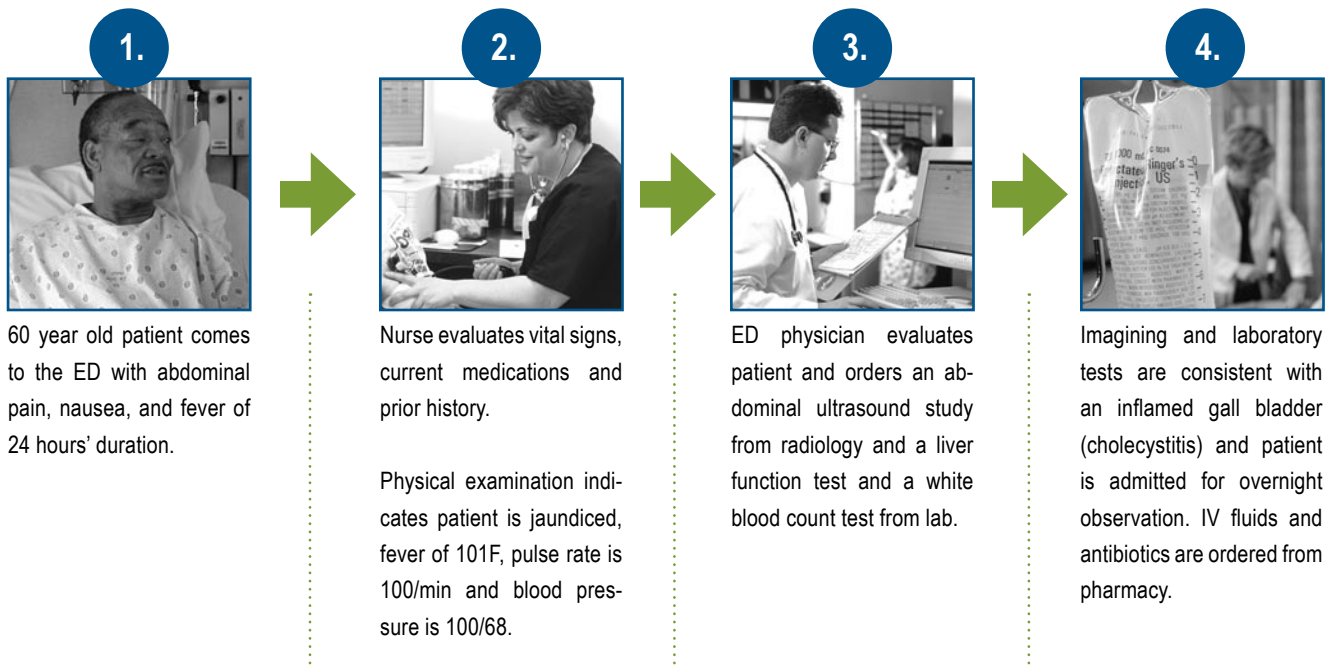 1.
60 year old patient comes
to the ED with abdominal
pain, nausea, and fever of
24 hours’ duration.
2.
Nurse evaluates vital signs,
current medications and
prior history.
Physical examination indi-
cates patient is jaundiced,
fever of 101F, pulse rate is
100/min and blood pres-
sure is 100/68.
3.
ED physician evaluates
patient and orders an ab-
dominal ultrasound study
from radiology and a liver
function test and a white
blood count test from lab.
4.
Ringer's
US
Imagining and laboratory
tests are consistent with
an inflamed gall bladder
(cholecystitis) and patient
is admitted for overnight
observation. IV fluids and
antibiotics are ordered from
pharmacy.